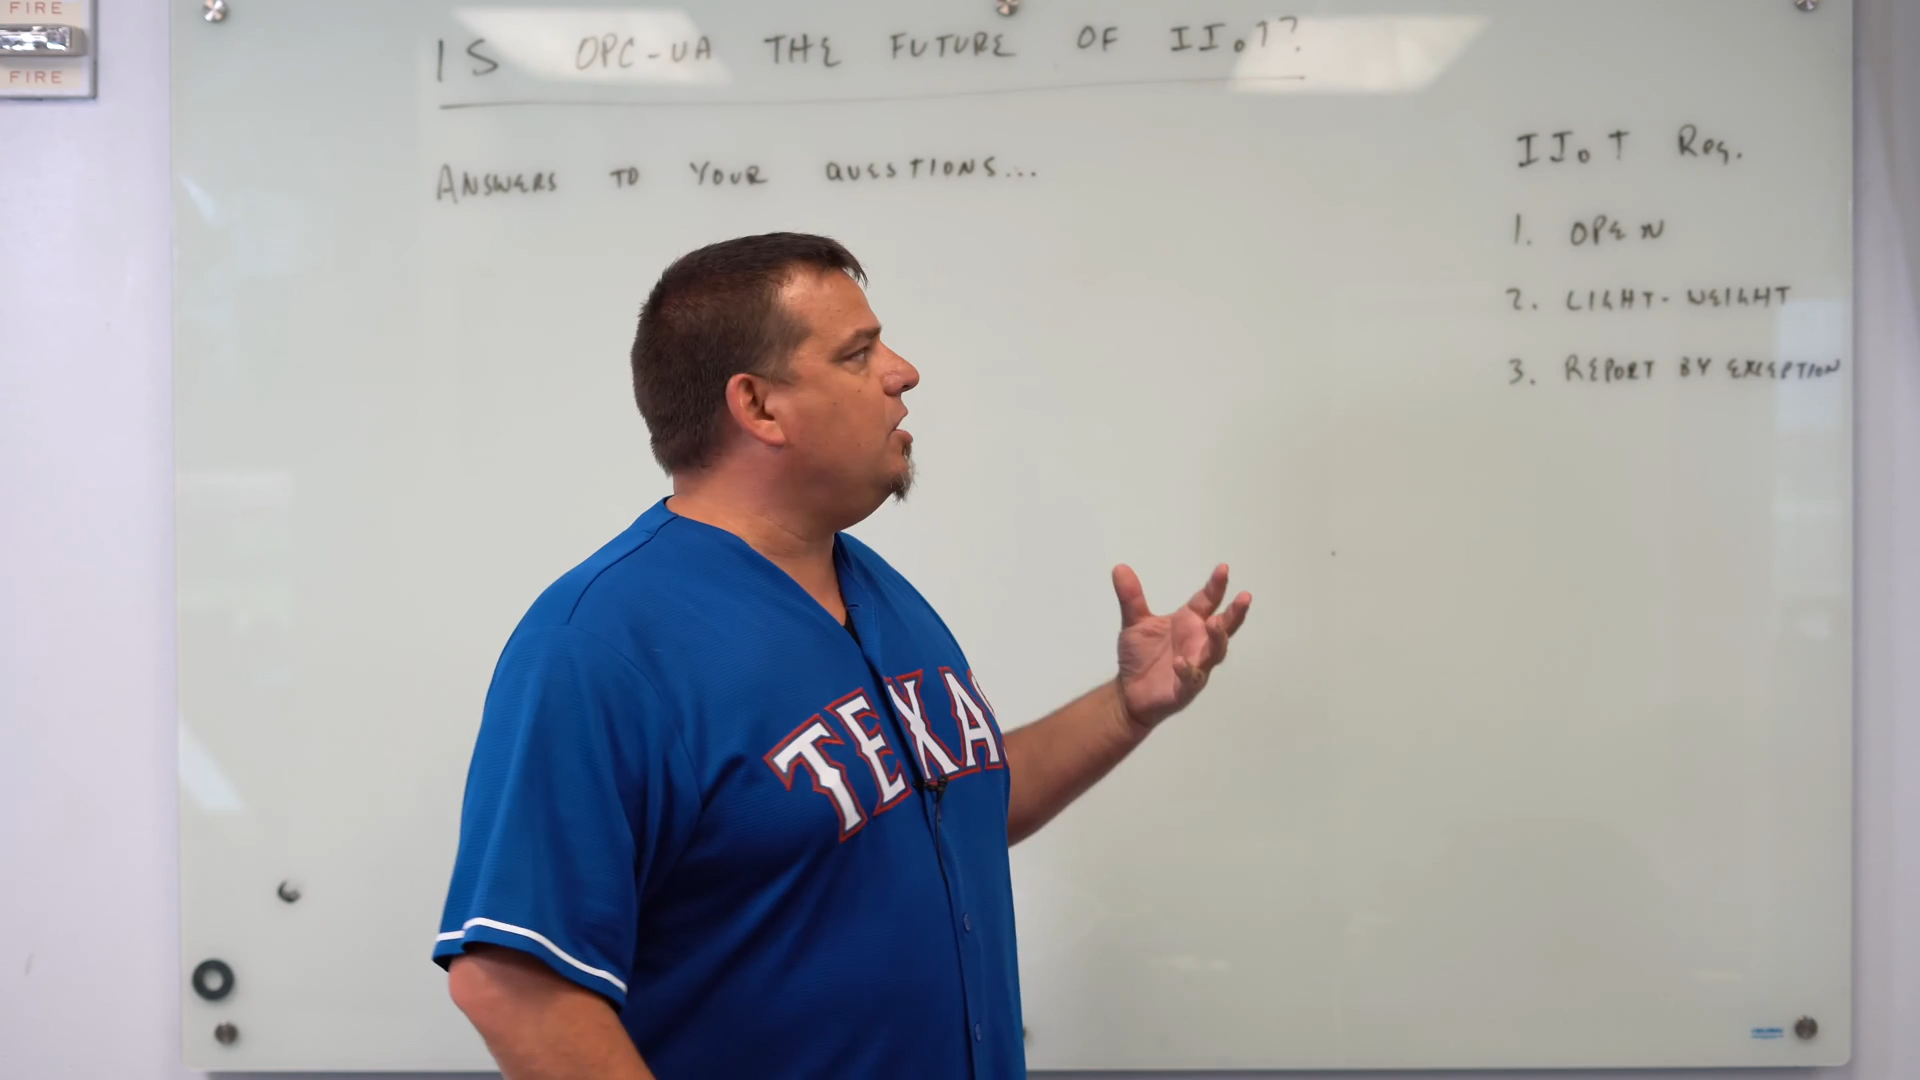 FIRE
FIRE
IS OPC-UA THE FUTURE OF IIoT?
ANSWERS TO YOUR QUESTIONS...
IIoT Req.
1. OPEN
2. LIGHT-WEIGHT
3. REPORT BY EXCEPTION
TEXAS